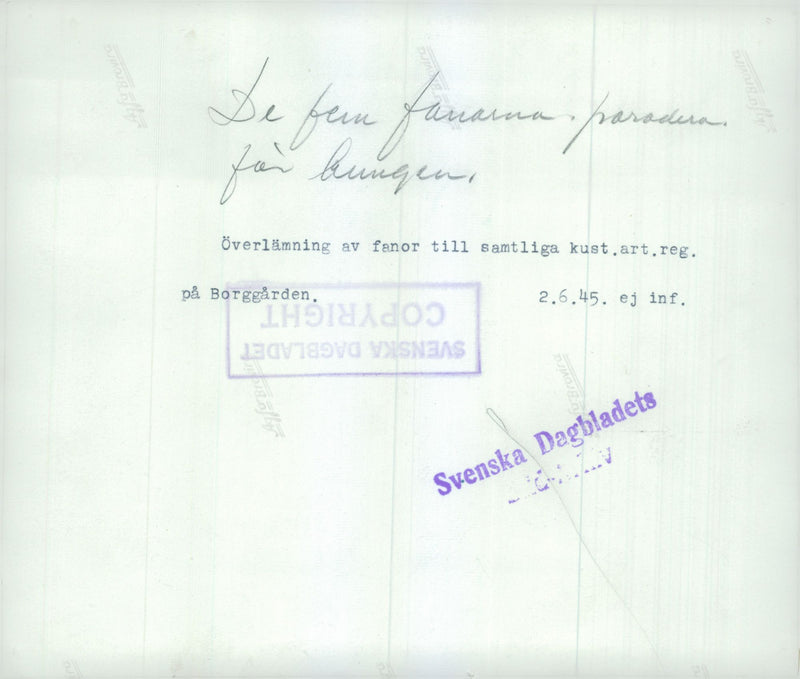 De fem fanorna paradera
för kungen.
Överlämning av fanor till samtliga kust.art.reg.
på Borggården. 2.6.45. ej inf.
SVENSKA DAGBLADET
COPYRIGHT
Svenska Dagbladets